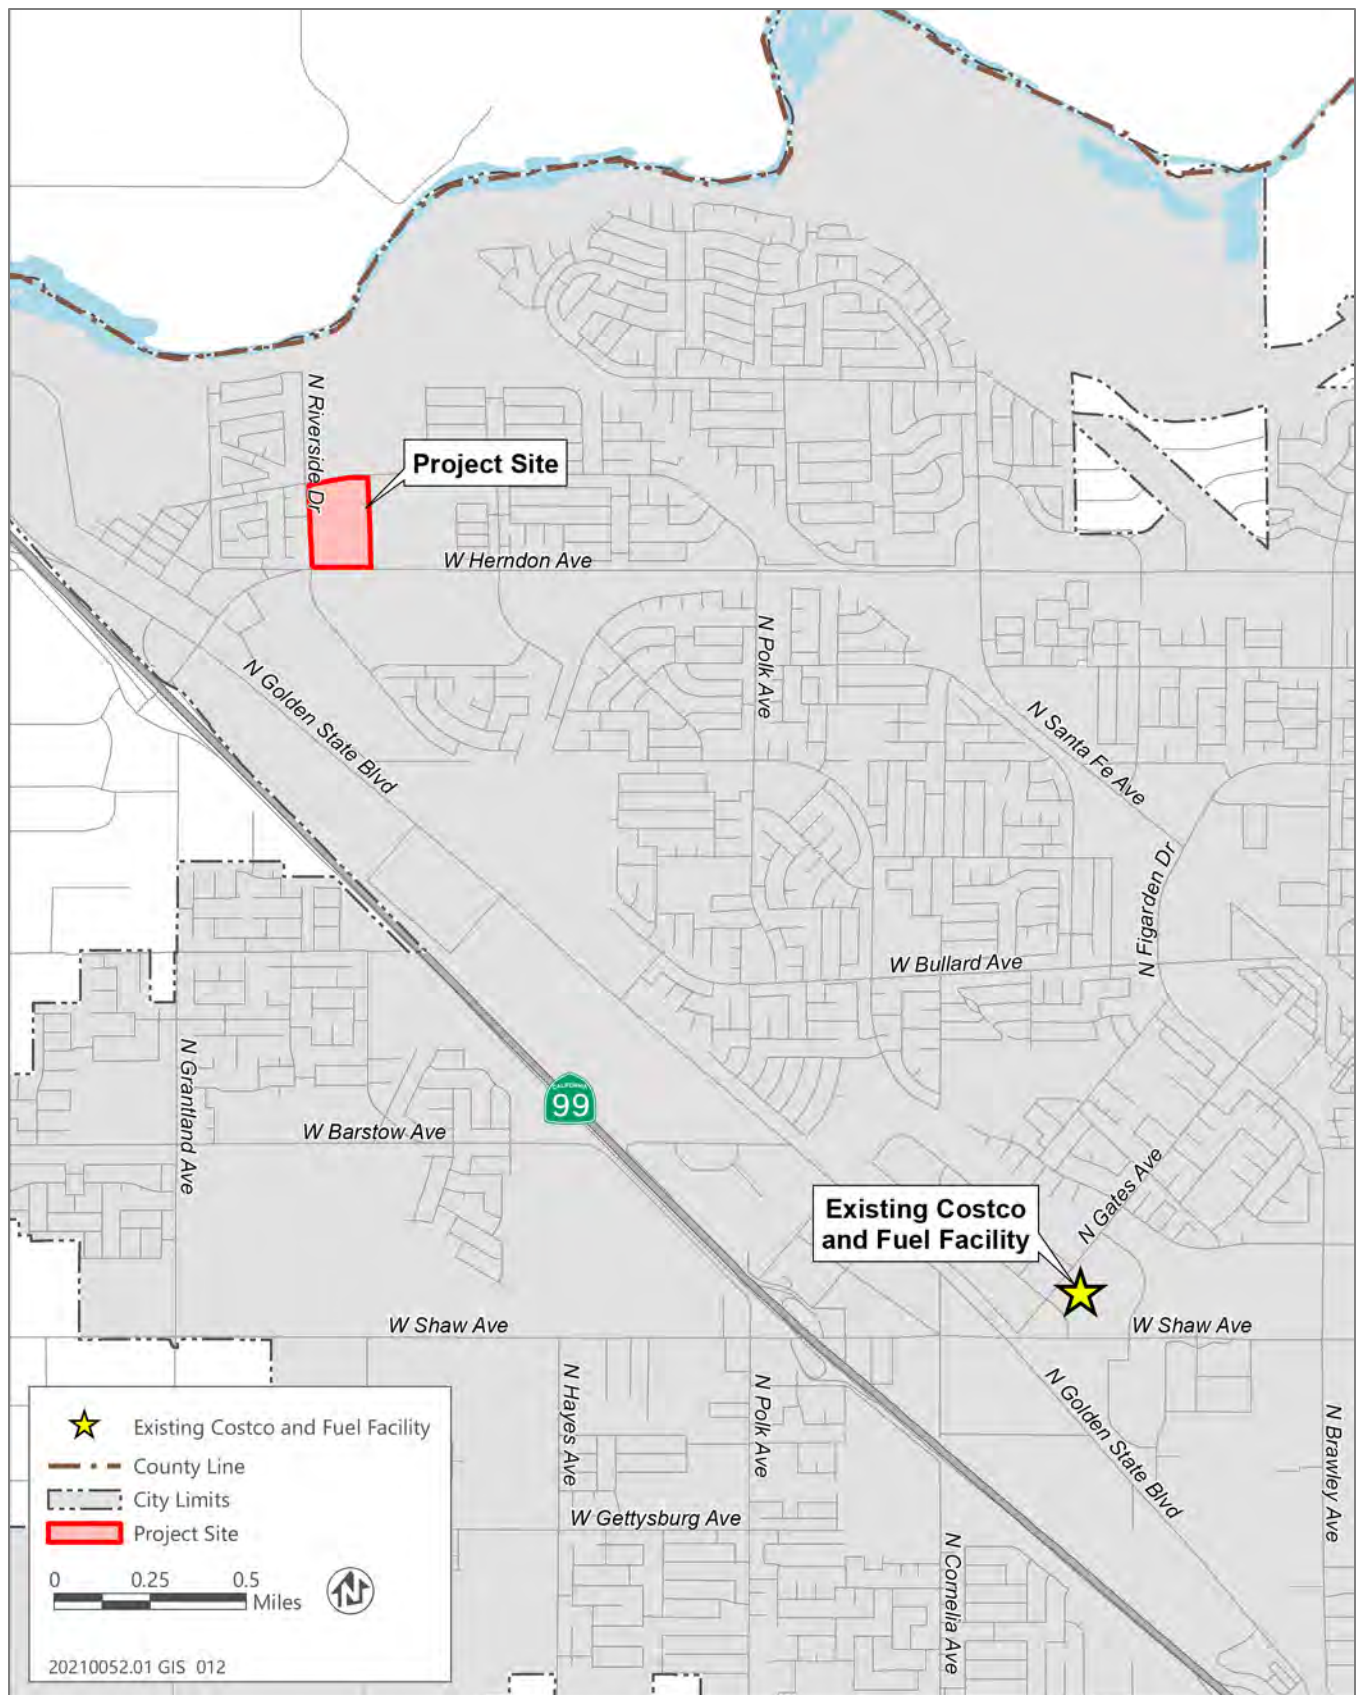 N Riverside Dr
Project Site
W Herndon Ave
N Polk Ave
N Golden State Blvd
N Santa Fe Ave
N Figarden Dr
W Bullard Ave
N Grantland Ave
CALIFORNIA
99
W Barstow Ave
N Gates Ave
Existing Costco
and Fuel Facility
W Shaw Ave
W Shaw Ave
N Hayes Ave
N Polk Ave
N Golden State Blvd
N Brawley Ave
W Gettysburg Ave
N Cornelia Ave
Existing Costco and Fuel Facility
County Line
City Limits
Project Site
0 0.25 0.5
Miles
N
20210052.01 GIS 012